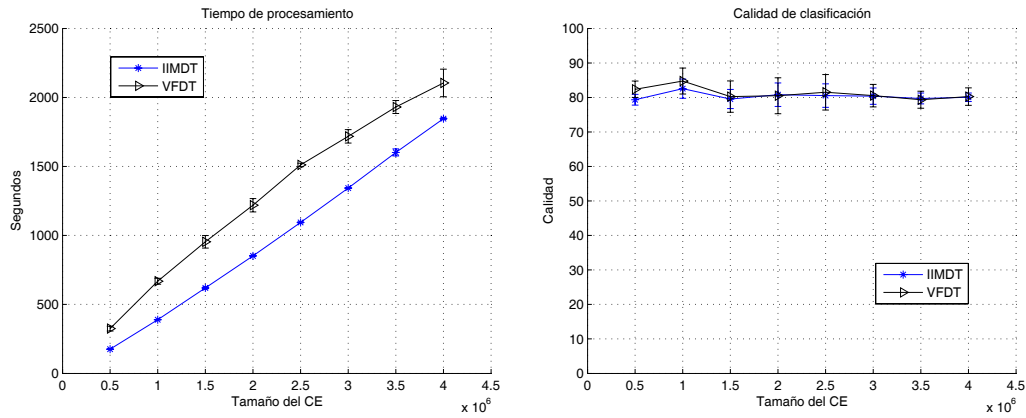 Tiempo de procesamiento
2500
2000
1500
1000
500
0
Segundos
IIMDT
VFDT
0 0.5 1 1.5 2 2.5 3 3.5 4 4.5
x 10^6
Tamaño del CE
Calidad de clasificación
100
90
80
70
60
50
40
30
20
10
0
Calidad
IIMDT
VFDT
0 0.5 1 1.5 2 2.5 3 3.5 4 4.5
x 10^6
Tamaño del CE